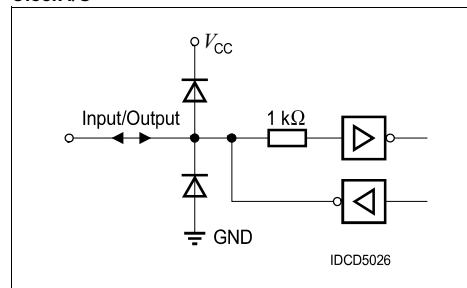 V_CC
Input/Output
1 kΩ
GND
IDCD5026